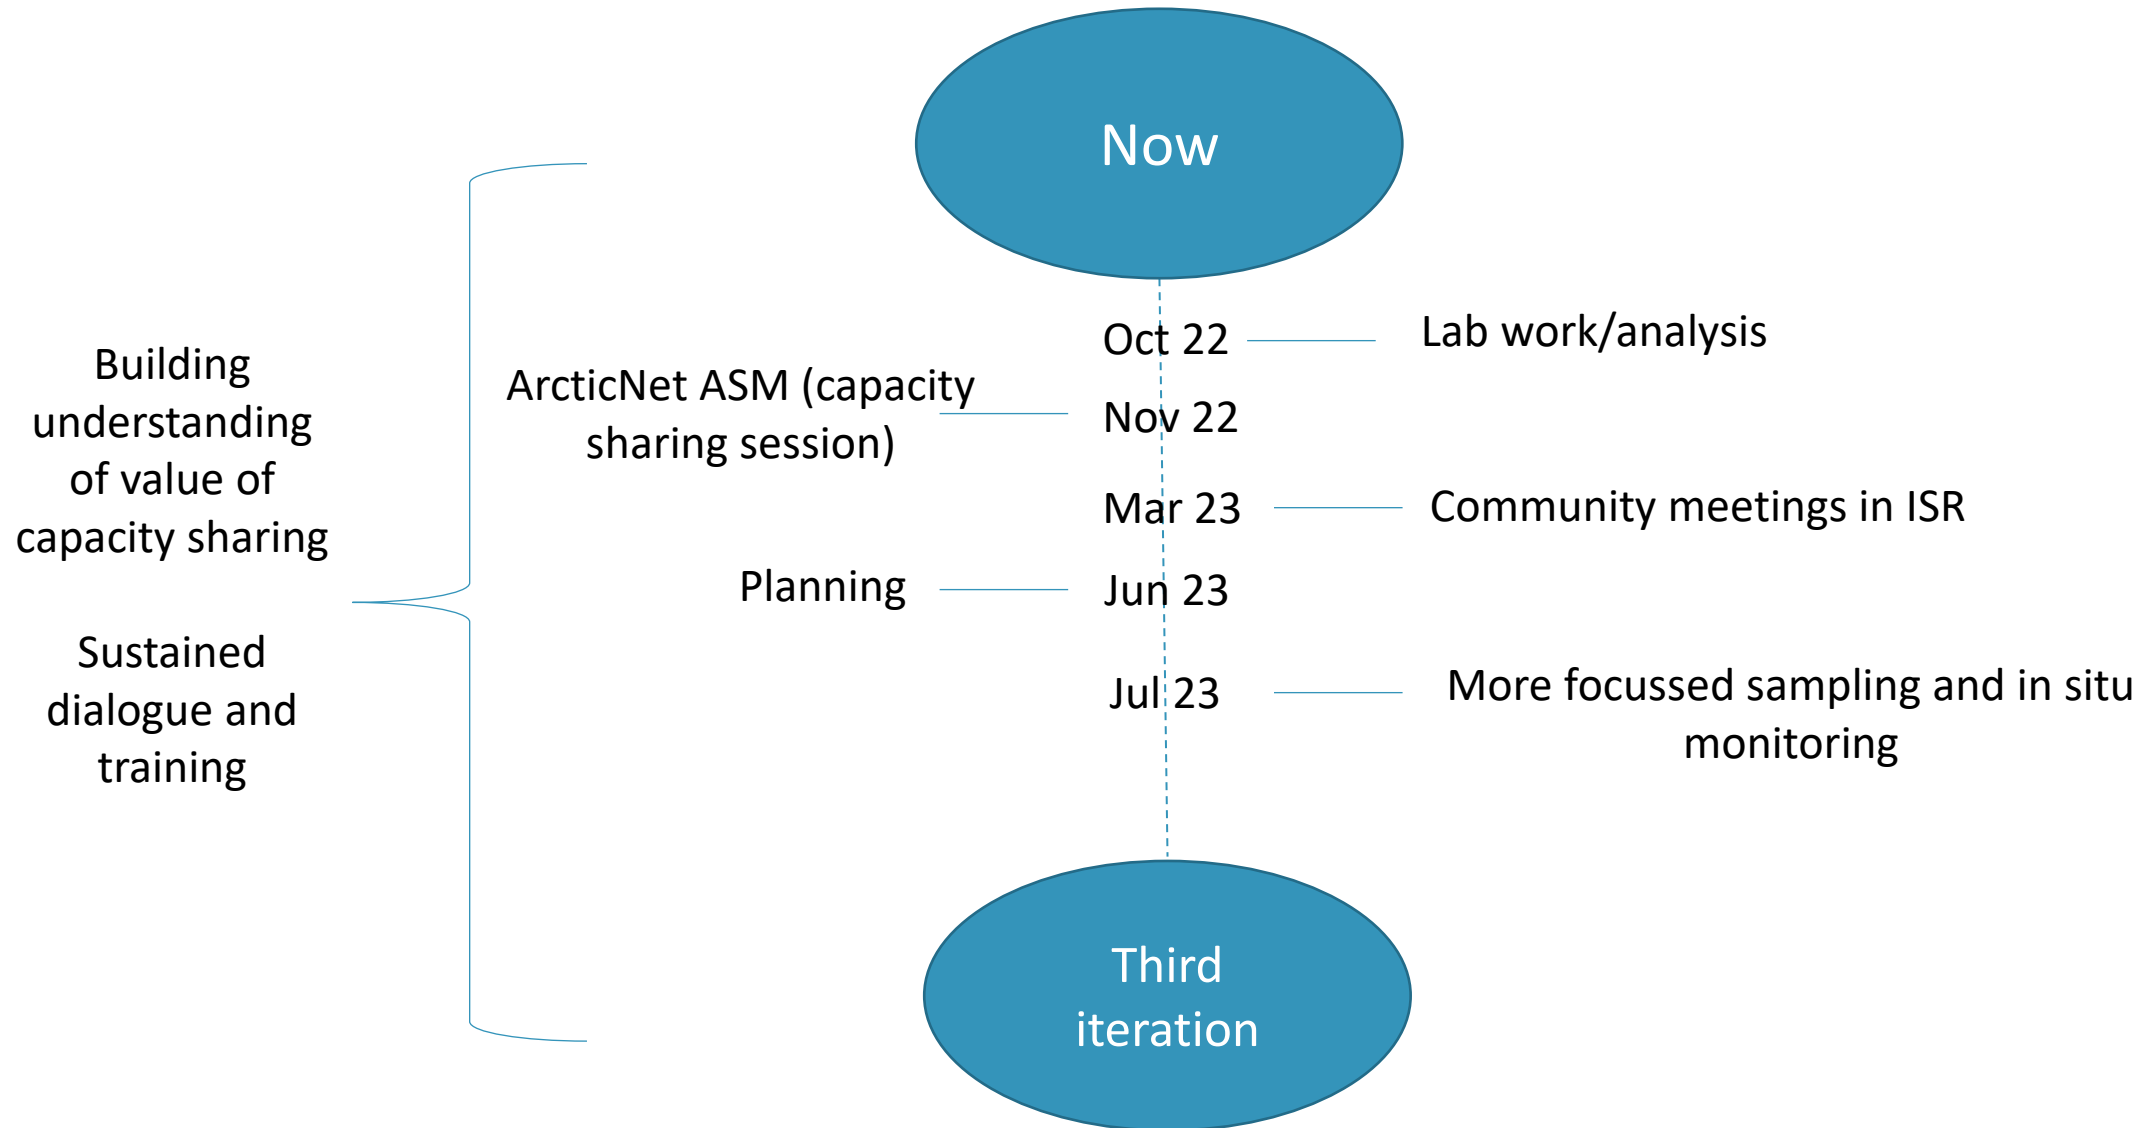 Now
Building
understanding
of value of
capacity sharing
Sustained
dialogue and
training
Oct 22
Lab work/analysis
ArcticNet ASM (capacity
sharing session)
Nov 22
Mar 23
Community meetings in ISR
Planning
Jun 23
Jul 23
More focussed sampling and in situ
monitoring
Third
iteration